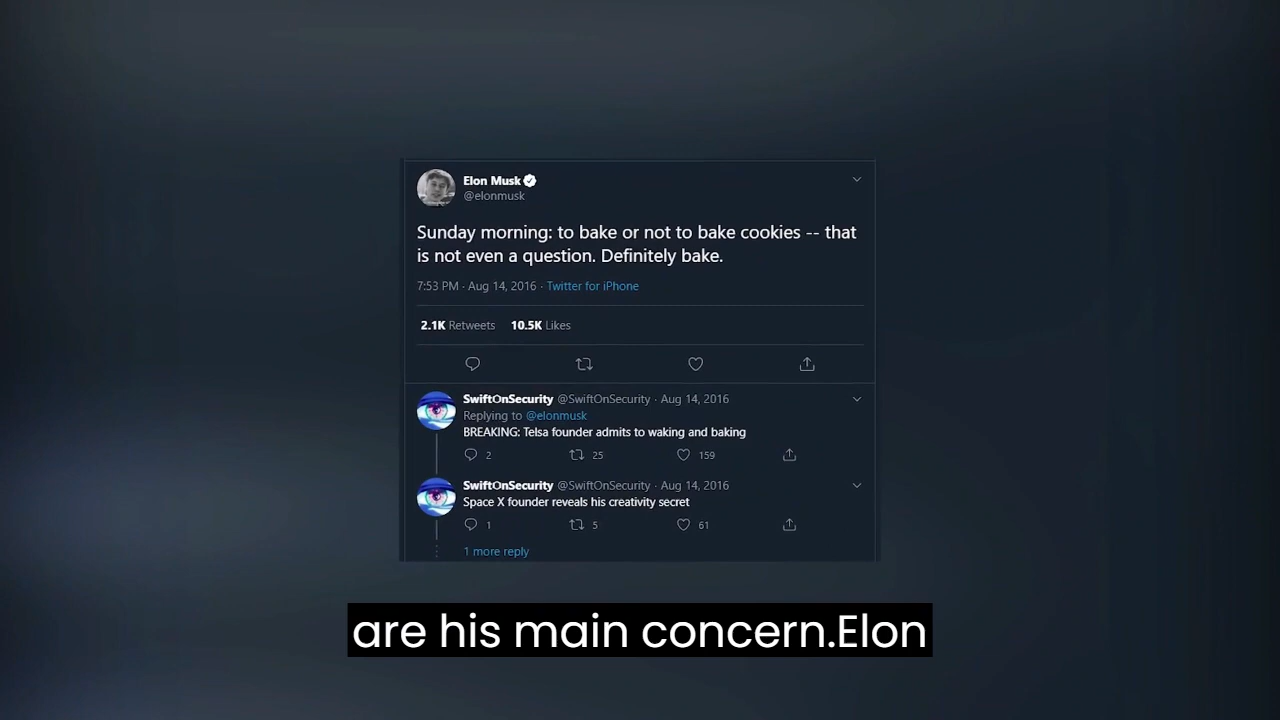 Elon Musk
@elonmusk
Sunday morning: to bake or not to bake cookies -- that
is not even a question. Definitely bake.
7:53 PM · Aug 14, 2016 · Twitter for iPhone
2.1K Retweets 10.5K Likes
SwiftOnSecurity @SwiftOnSecurity · Aug 14, 2016
Replying to @elonmusk
BREAKING: Telsa founder admits to waking and baking
2 25 159
SwiftOnSecurity @SwiftOnSecurity · Aug 14, 2016
Space X founder reveals his creativity secret
1 5 61
1 more reply
are his main concern.Elon